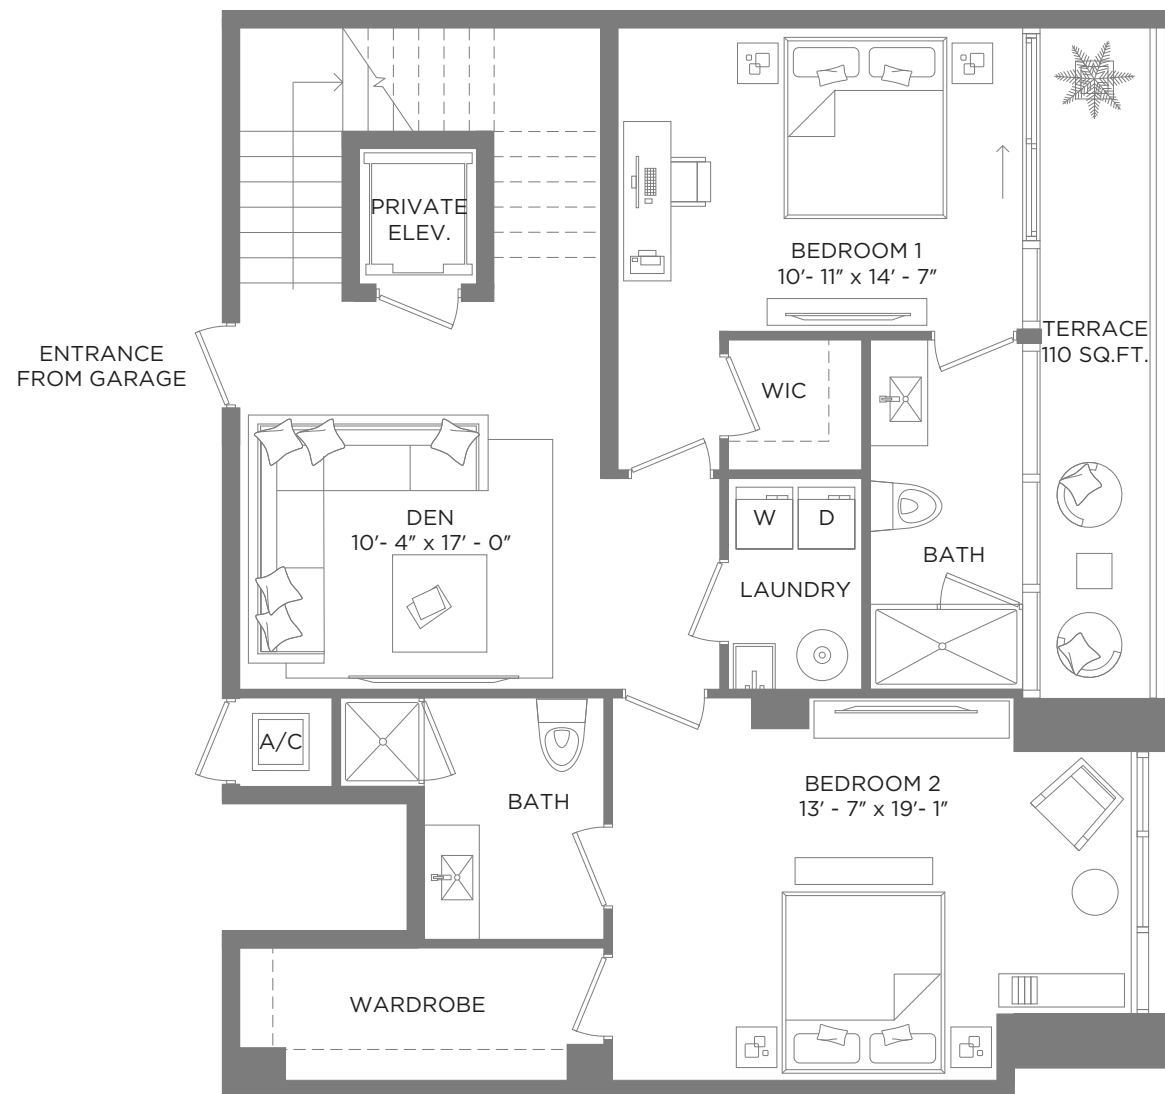 PRIVATE
ELEV.
BEDROOM 1
10'- 11" x 14' - 7"
TERRACE
110 SQ.FT.
ENTRANCE
FROM GARAGE
WIC
DEN
10'- 4" x 17' - 0"
W
D
BATH
LAUNDRY
A/C
BATH
BEDROOM 2
13' - 7" x 19'- 1"
WARDROBE